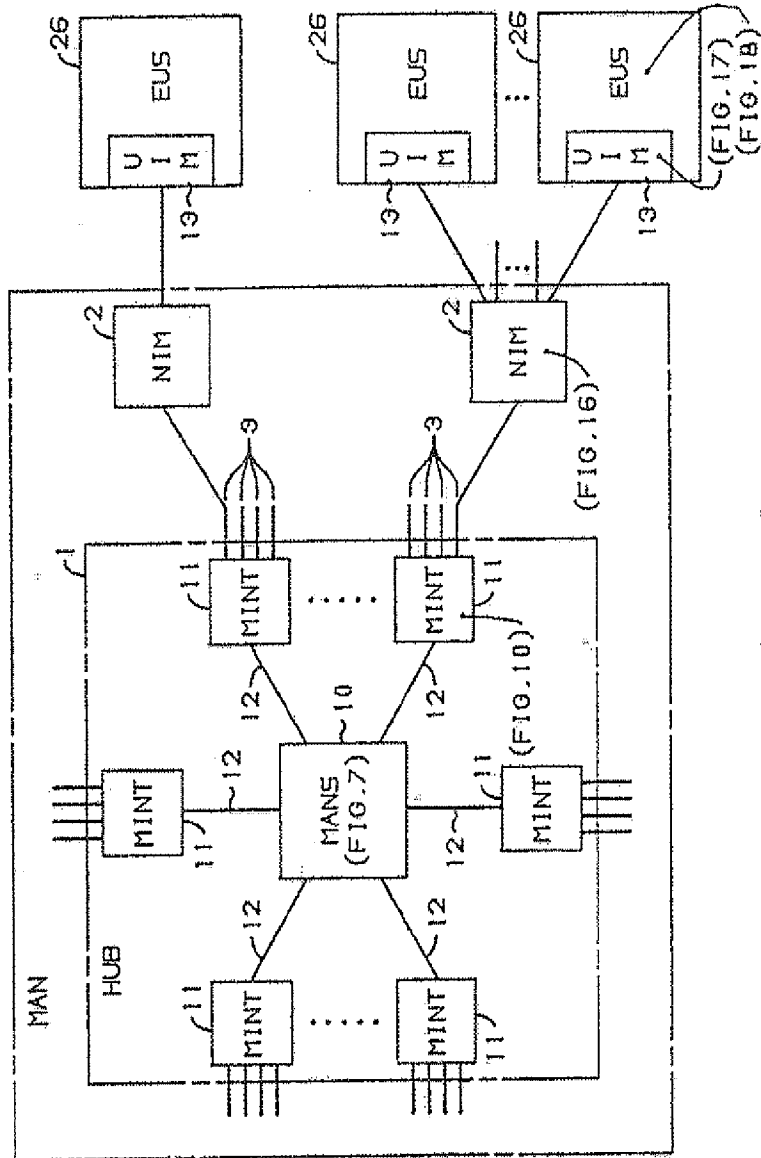 MAN
HUB
1
MINT
11
12
MINT
11
12
MINT
11
12
3
NIM
2
UIM
13
EUS
26
MANS
(FIG.7)
10
MINT
11
12
MINT
11
12
MINT
11
12
(FIG.10)
3
NIM
2
(FIG.16)
UIM
13
EUS
26
UIM
13
EUS
26
(FIG.17)
(FIG.18)